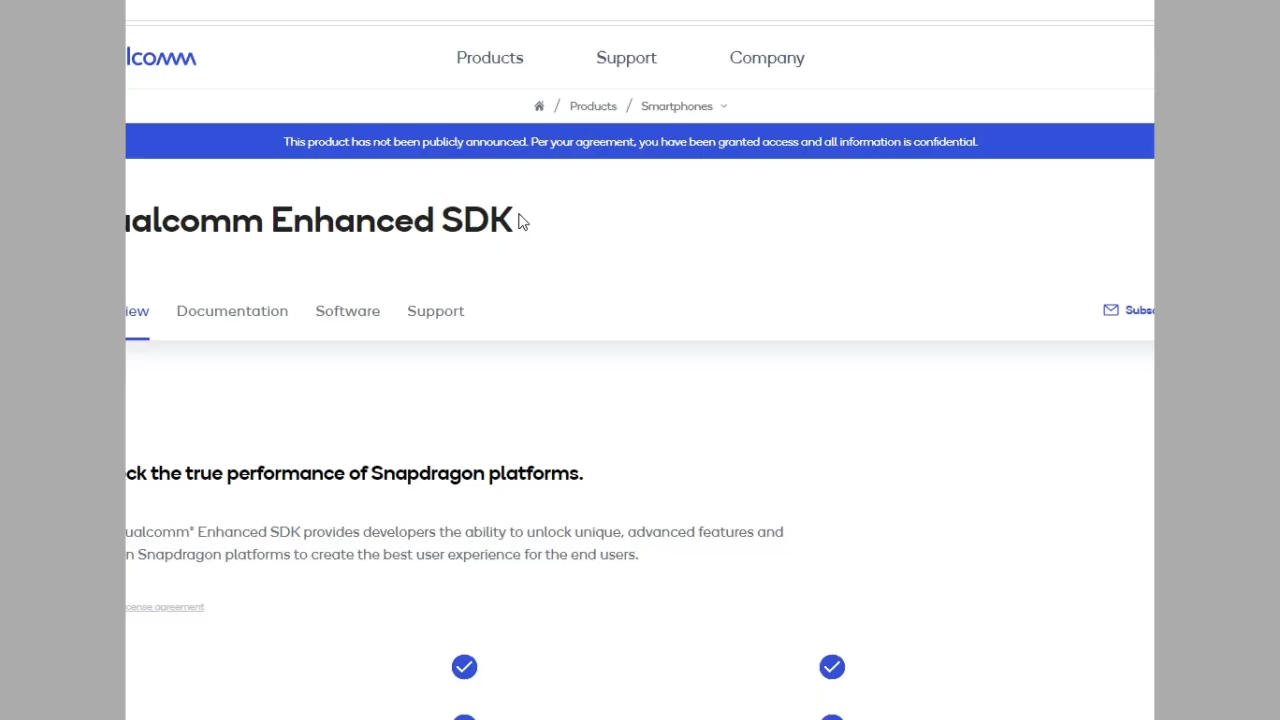 lcomm
Products Support Company
/ Products / Smartphones
This product has not been publicly announced. Per your agreement, you have been granted access and all information is confidential.
ualcomm Enhanced SDK
iew Documentation Software Support
Subsc
ck the true performance of Snapdragon platforms.
ualcomm® Enhanced SDK provides developers the ability to unlock unique, advanced features and
n Snapdragon platforms to create the best user experience for the end users.
cense agreement